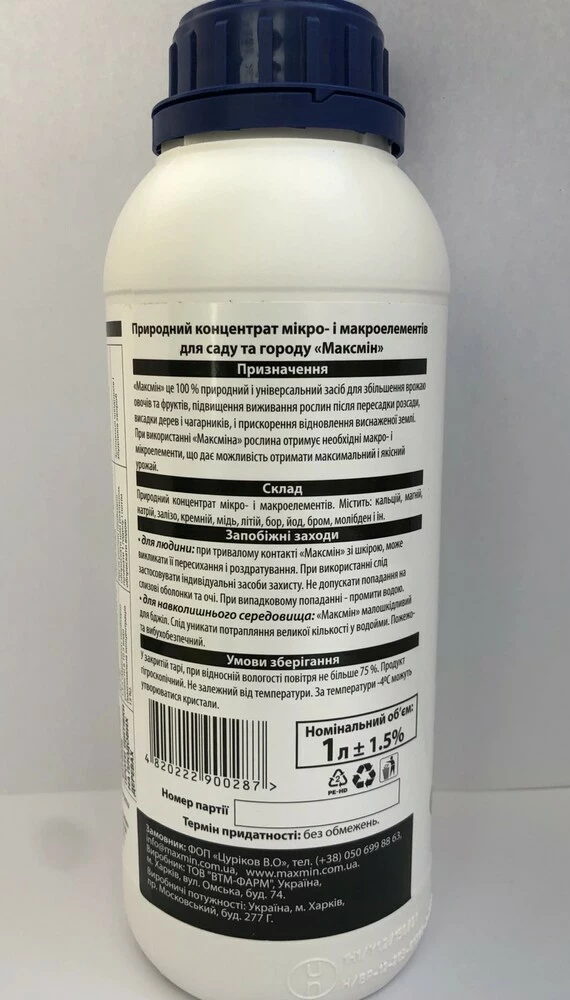 Природний концентрат мікро- і макроелементів
для саду та городу «Максмін»
Призначення
«Максмін» це 100 % природний і універсальний засіб для збільшення врожаю
овочів та фруктів, підвищення виживання рослин після пересадки розсади,
висадки дерев і чагарників, і прискорення відновлення виснаженої землі.
При використанні «Максміна» рослина отримує необхідні макро- і
мікроелементи, що дає можливість отримати максимальний і якісний
урожай.
Склад
Природний концентрат мікро- і макроелементів. Містить: кальцій, магній,
натрій, залізо, кремній, мідь, літій, бор, йод, бром, молібден і ін.
Запобіжні заходи
• для людини: при тривалому контакті «Максмін» зі шкірою, може
викликати її пересихання і роздратування. При використанні слід
застосовувати індивідуальні засоби захисту. Не допускати попадання на
слизові оболонки та очі. При випадковому попаданні - промити водою.
• для навколишнього середовища: «Максмін» малошкідливий
для бджіл. Слід уникати потрапляння великої кількості у водойми. Пожежо-
та вибухобезпечний.
Умови зберігання
У закритій тарі, при відносній вологості повітря не більше 75 %. Продукт
гігроскопічний. Не залежний від температури. За температури -4ºС можуть
утворюватися кристали.
Номінальний об'єм:
1л ± 1.5%
2
PE-HD
4 820222 900287 >
Номер партії
Термін придатності: без обмежень.
Замовник: ФОП «Цуріков В.О», тел. (+38) 050 699 88 63,
info@maxmin.com.ua, www.maxmin.com.ua.
Виробник: ТОВ "ВТМ-ФАРМ", Україна,
м. Харків, вул. Омська, буд. 74.
Виробничі потужності: Україна, м. Харків,
пр. Московський, буд. 277 Г.